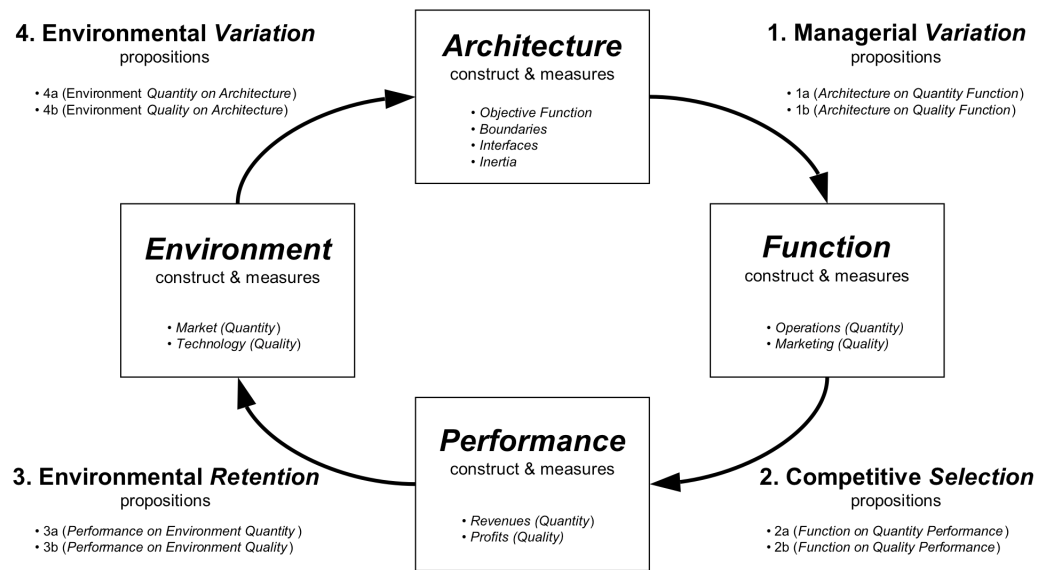 4. Environmental Variation
propositions
• 4a (Environment Quantity on Architecture)
• 4b (Environment Quality on Architecture)
Architecture
construct & measures
• Objective Function
• Boundaries
• Interfaces
• Inertia
1. Managerial Variation
propositions
• 1a (Architecture on Quantity Function)
• 1b (Architecture on Quality Function)
Environment
construct & measures
• Market (Quantity)
• Technology (Quality)
Function
construct & measures
• Operations (Quantity)
• Marketing (Quality)
3. Environmental Retention
propositions
• 3a (Performance on Environment Quantity)
• 3b (Performance on Environment Quality)
Performance
construct & measures
• Revenues (Quantity)
• Profits (Quality)
2. Competitive Selection
propositions
• 2a (Function on Quantity Performance)
• 2b (Function on Quality Performance)